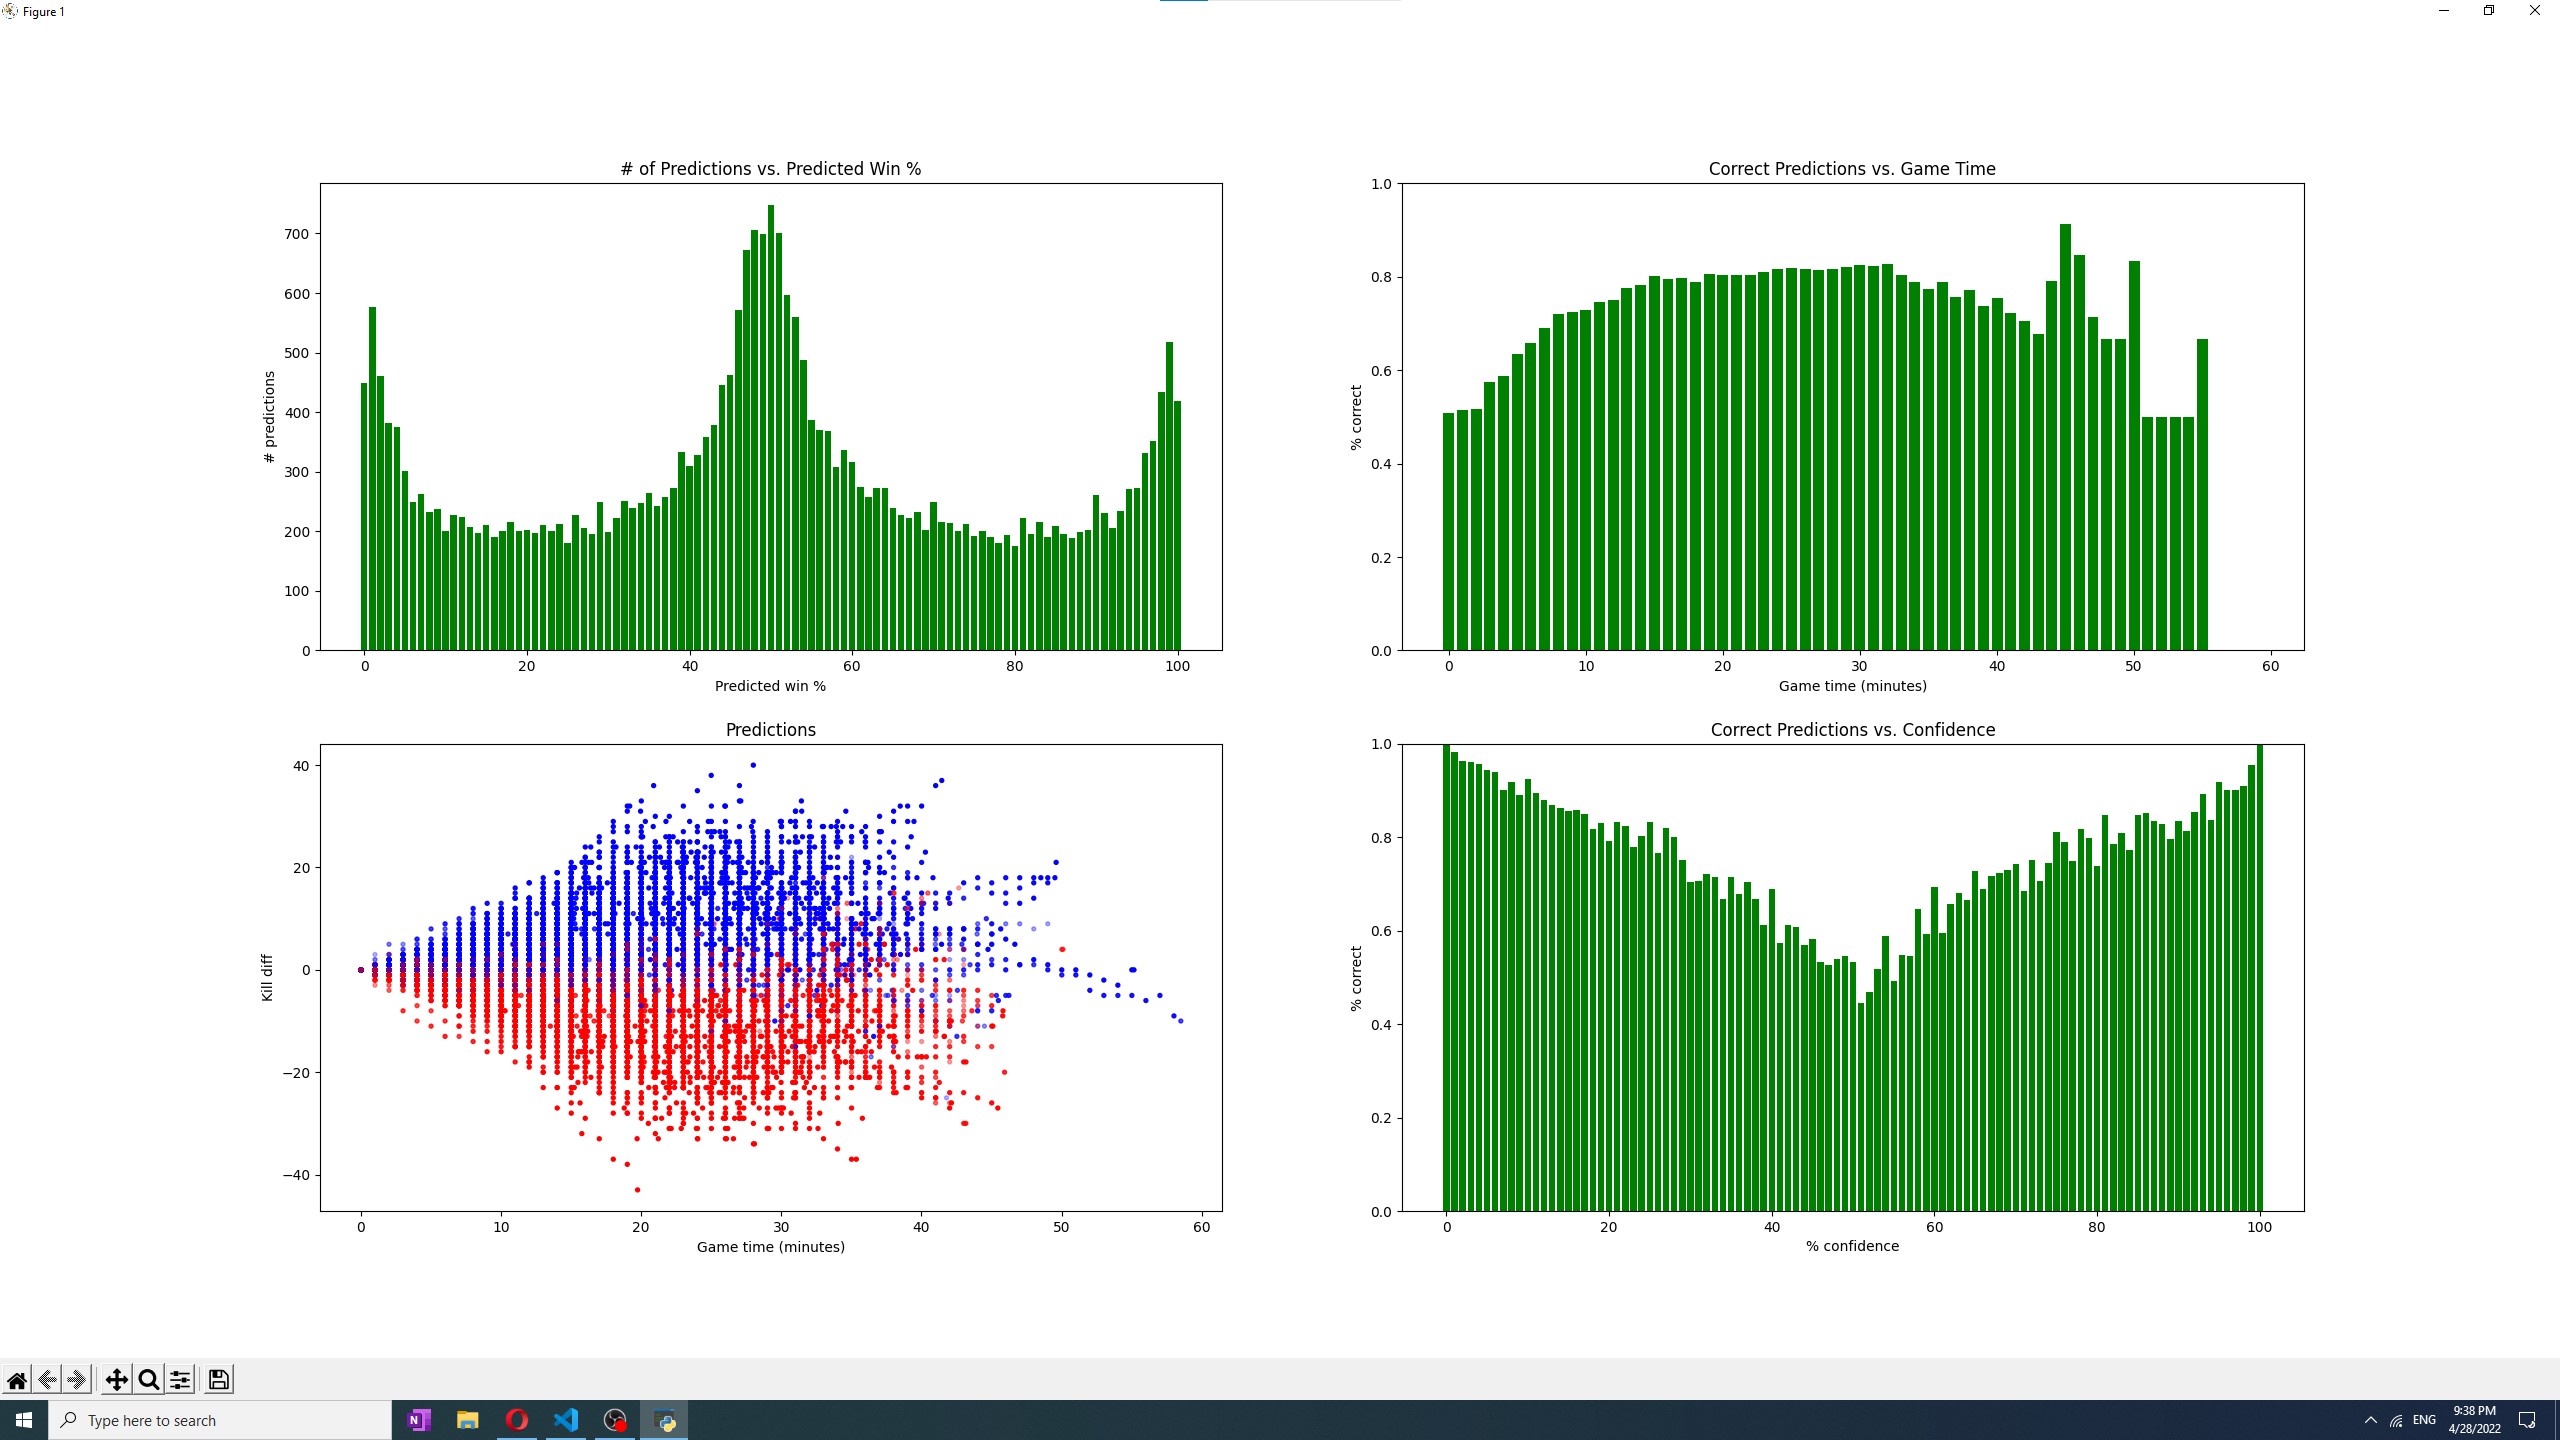 Figure 1
# of Predictions vs. Predicted Win %
700
600
500
400
300
200
100
0
# predictions
0 20 40 60 80 100
Predicted win %
Correct Predictions vs. Game Time
1.0
0.8
0.6
0.4
0.2
0.0
% correct
0 10 20 30 40 50 60
Game time (minutes)
Predictions
40
20
0
−20
−40
Kill diff
0 10 20 30 40 50 60
Game time (minutes)
Correct Predictions vs. Confidence
1.0
0.8
0.6
0.4
0.2
0.0
% correct
0 20 40 60 80 100
% confidence
Type here to search
N
ENG
9:38 PM
4/28/2022